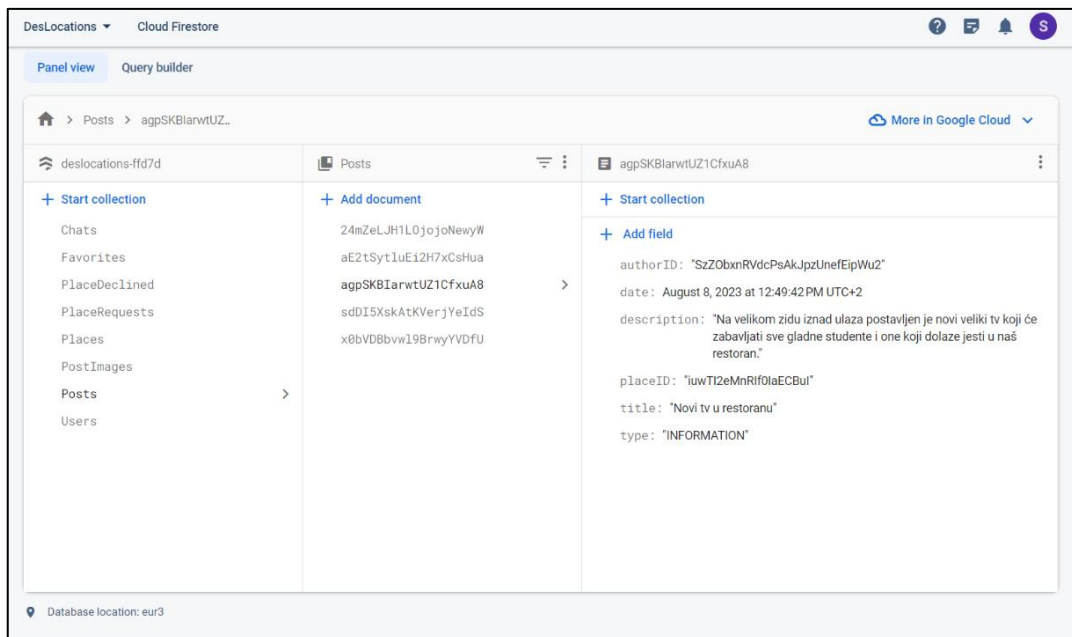 DesLocations Cloud Firestore
S
Panel view Query builder
Posts agpSKBIarwtUZ..
More in Google Cloud
deslocations-ffd7d
Start collection
Chats
Favorites
PlaceDeclined
PlaceRequests
Places
PostImages
Posts
Users
Posts
Add document
24mZeLJH1LOjojoNewyW
aE2tSytluEi2H7xCsHua
agpSKBIarwtUZ1CfxuA8
sdDI5XskAtKVerjYeIdS
x0bVDBbvwl9BrwyYVDfU
agpSKBIarwtUZ1CfxuA8
Start collection
Add field
authorID: "SzZObxnRVdcPsAkJpzUnefEipWu2"
date: August 8, 2023 at 12:49:42 PM UTC+2
description: "Na velikom zidu iznad ulaza postavljen je novi veliki tv koji će
zabavljati sve gladne studente i one koji dolaze jesti u naš
restoran."
placeID: "iuwTI2eMnRIf0IaECBuI"
title: "Novi tv u restoranu"
type: "INFORMATION"
Database location: eur3